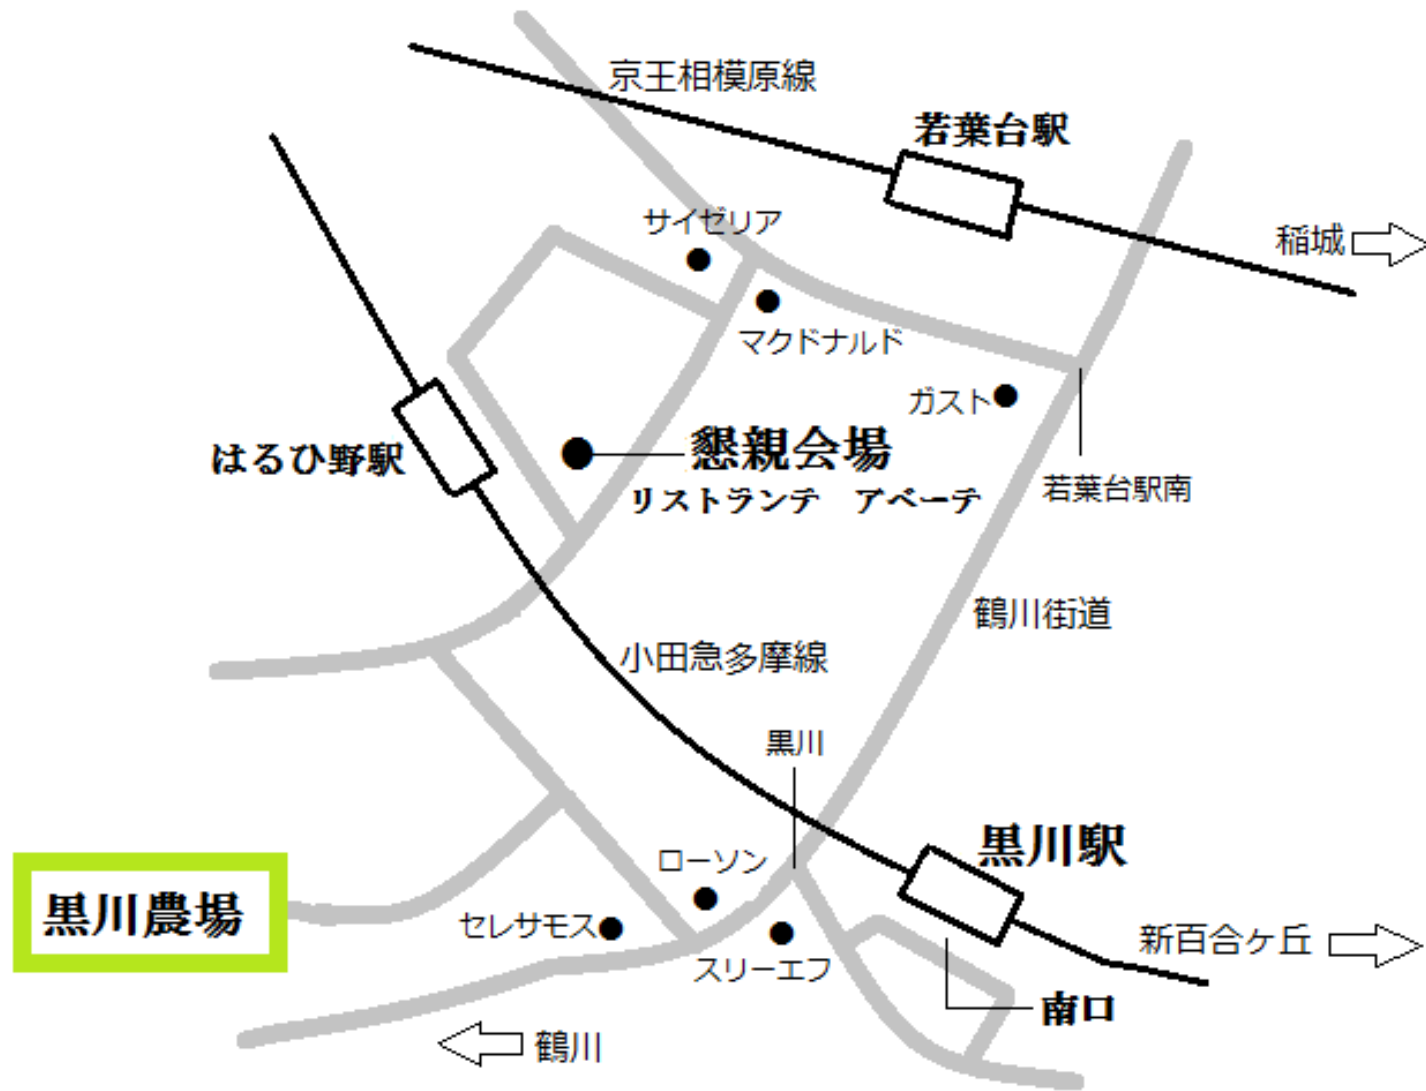 京王相模原線
若葉台駅
サイゼリア
稲城
マクドナルド
ガスト
はるひ野駅
懇親会場
リストランテ　アベーテ
若葉台駅南
鶴川街道
小田急多摩線
黒川
黒川駅
ローソン
黒川農場
セレサモス
スリーエフ
新百合ヶ丘
南口
鶴川